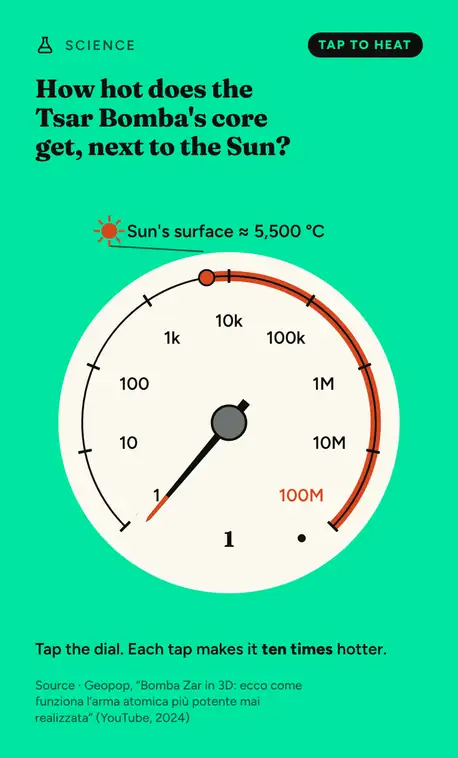 SCIENCE
TAP TO HEAT
How hot does the
Tsar Bomba's core
get, next to the Sun?
Sun's surface ≈ 5,500 °C
10k
1k
100k
100
1M
10
10M
1
100M
1
Tap the dial. Each tap makes it ten times hotter.
Source · Geopop, “Bomba Zar in 3D: ecco come
funziona l'arma atomica più potente mai
realizzata” (YouTube, 2024)